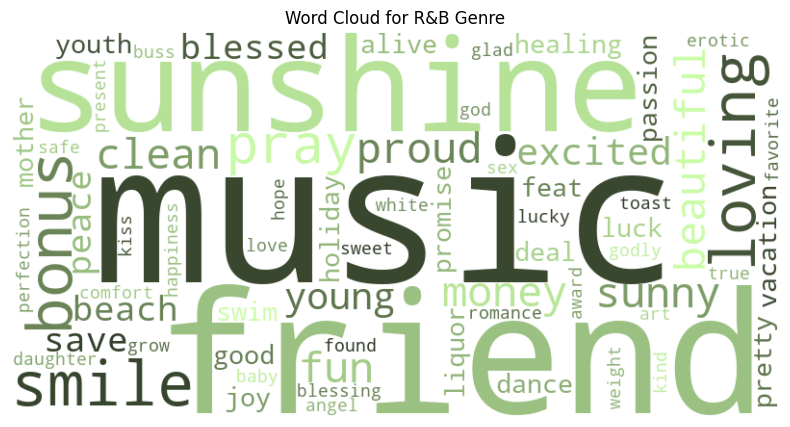 Word Cloud for R&B Genre
youth
buss
blessed
alive
glad
healing
erotic
sunshine
present
god
passion
beautiful
loving
favorite
mother
safe
clean
pray
proud
excited
sex
bonus
peace
music
hope
kiss
happiness
love
holiday
white
sweet
promise
feat
lucky
toast
deal
luck
godly
true
vacation
perfection
comfort
beach
swim
young
money
sunny
romance
award
art
save
grow
friend
found
good
fun
liquor
dance
weight
kind
pretty
daughter
smile
baby
joy
blessing
angel